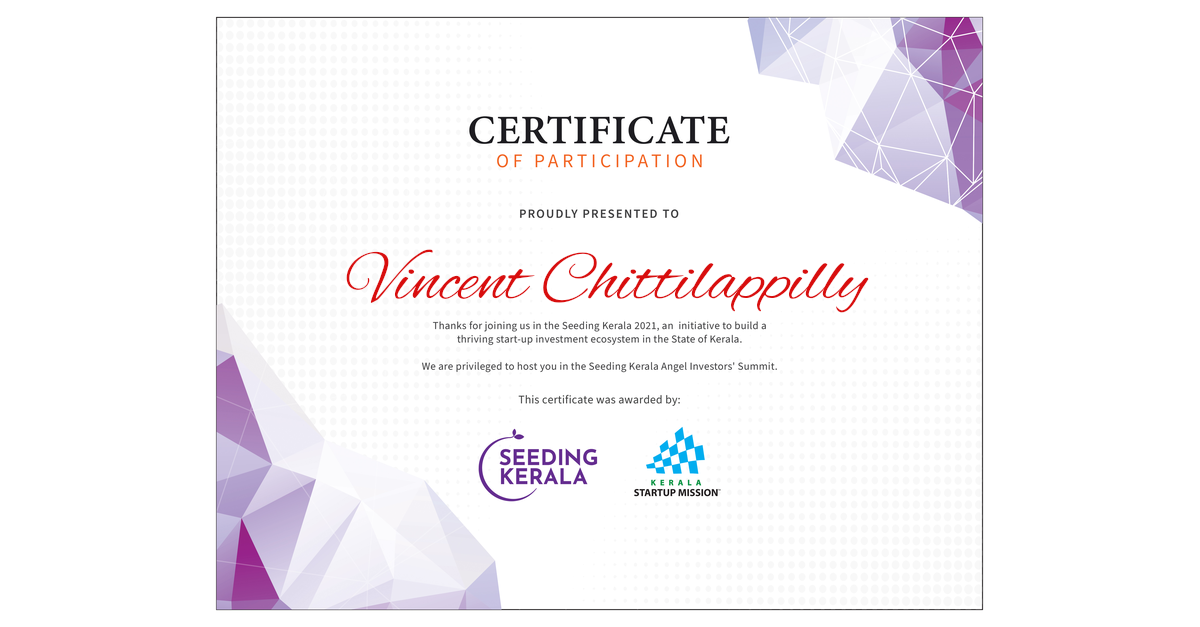 CERTIFICATE
OF PARTICIPATION
PROUDLY PRESENTED TO
Vincent Chittilappilly
Thanks for joining us in the Seeding Kerala 2021, an initiative to build a
thriving start-up investment ecosystem in the State of Kerala.
We are privileged to host you in the Seeding Kerala Angel Investors' Summit.
This certificate was awarded by:
SEEDING
KERALA
KERALA
STARTUP MISSION